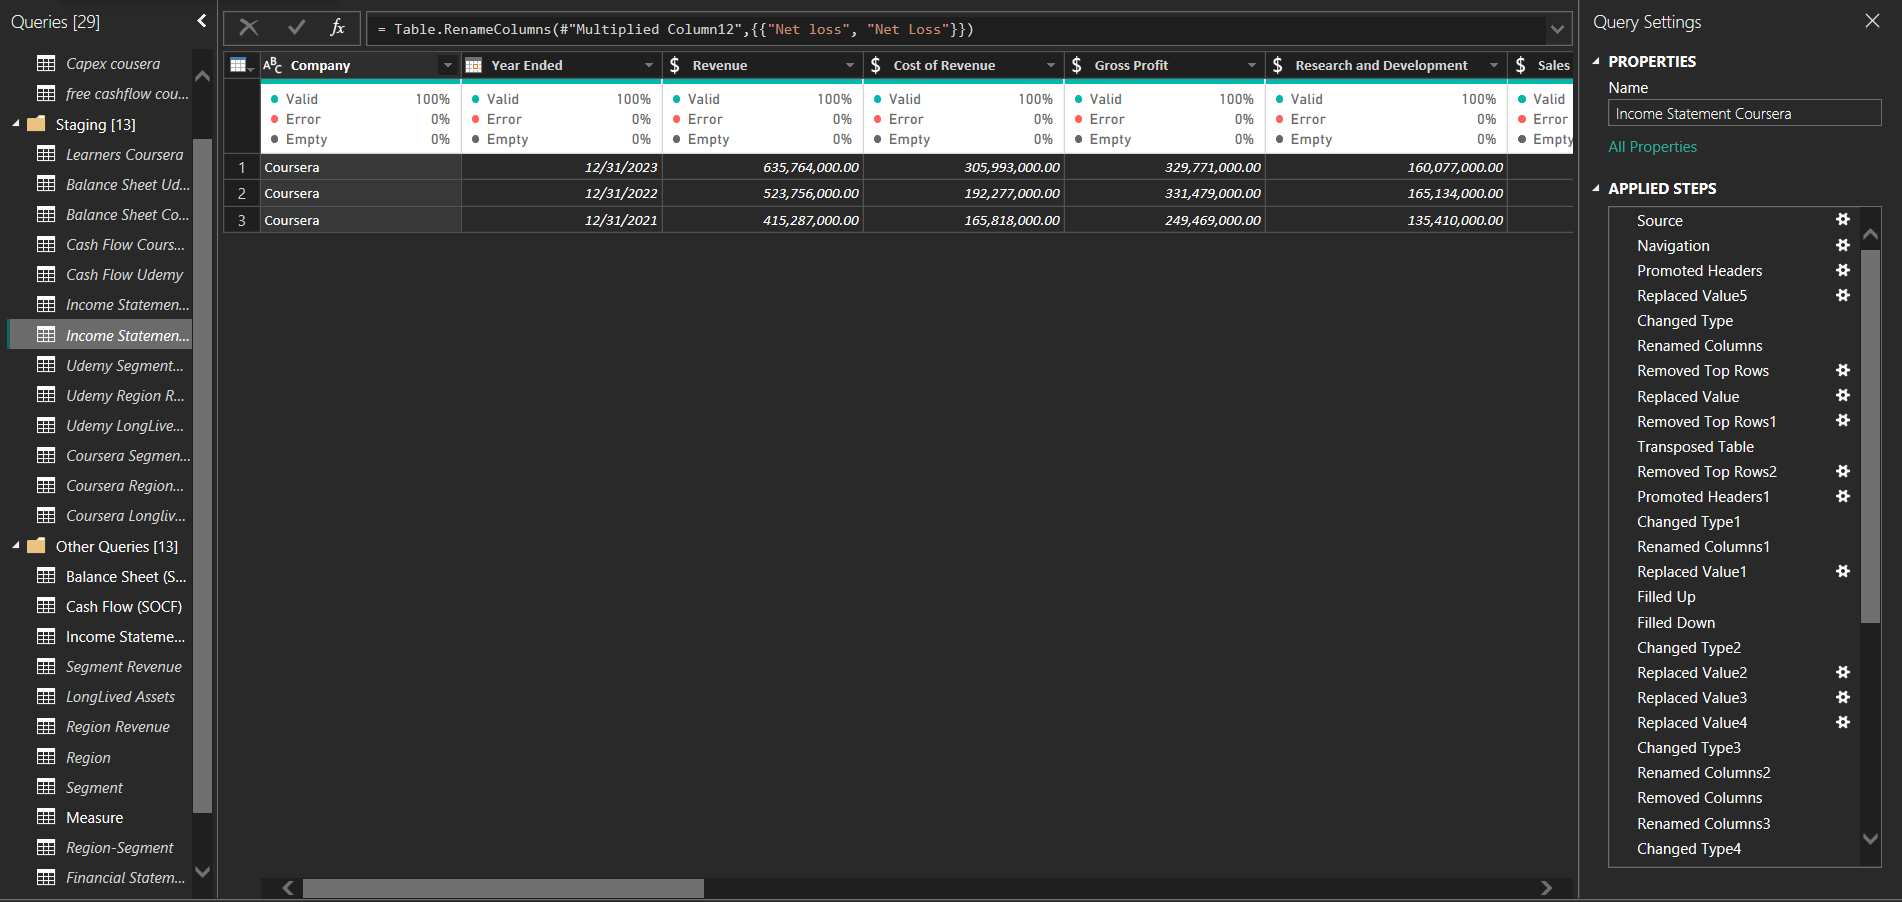 Queries [29]
Capex cousera
free cashflow cou...
Staging [13]
Learners Coursera
Balance Sheet Ud...
Balance Sheet Co...
Cash Flow Cours...
Cash Flow Udemy
Income Statemen...
Income Statemen...
Udemy Segment...
Udemy Region R...
Udemy LongLive...
Coursera Segmen...
Coursera Region...
Coursera Longliv...
Other Queries [13]
Balance Sheet (S...
Cash Flow (SOCF)
Income Stateme...
Segment Revenue
LongLived Assets
Region Revenue
Region
Segment
Measure
Region-Segment
Financial Statem...
fx = Table.RenameColumns(#"Multiplied Column12",{{"Net loss", "Net Loss"}})
ABC Company Year Ended $ Revenue $ Cost of Revenue $ Gross Profit $ Research and Development $ Sales
Valid 100% Valid 100% Valid 100% Valid 100% Valid 100% Valid 100% Valid
Error 0% Error 0% Error 0% Error 0% Error 0% Error 0% Error
Empty 0% Empty 0% Empty 0% Empty 0% Empty 0% Empty 0% Empty
1 Coursera 12/31/2023 635,764,000.00 305,993,000.00 329,771,000.00 160,077,000.00
2 Coursera 12/31/2022 523,756,000.00 192,277,000.00 331,479,000.00 165,134,000.00
3 Coursera 12/31/2021 415,287,000.00 165,818,000.00 249,469,000.00 135,410,000.00
Query Settings
PROPERTIES
Name
Income Statement Coursera
All Properties
APPLIED STEPS
Source
Navigation
Promoted Headers
Replaced Value5
Changed Type
Renamed Columns
Removed Top Rows
Replaced Value
Removed Top Rows1
Transposed Table
Removed Top Rows2
Promoted Headers1
Changed Type1
Renamed Columns1
Replaced Value1
Filled Up
Filled Down
Changed Type2
Replaced Value2
Replaced Value3
Replaced Value4
Changed Type3
Renamed Columns2
Removed Columns
Renamed Columns3
Changed Type4